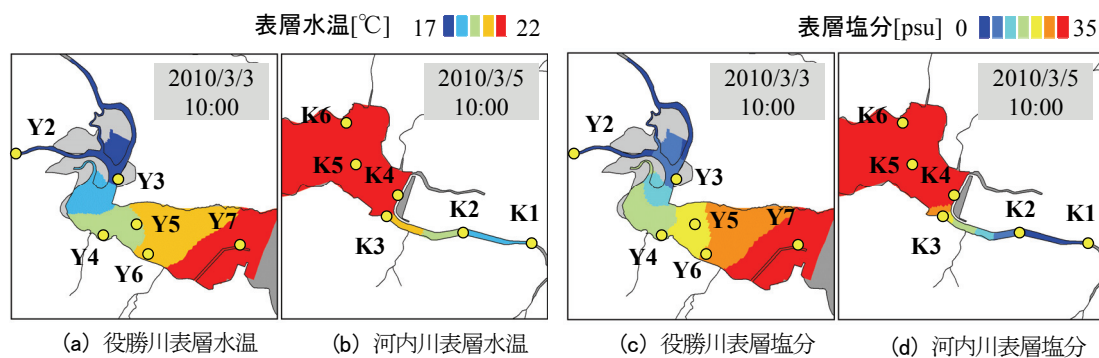 表層水温[℃] 17 22
表層塩分[psu] 0 35
2010/3/3
10:00
Y2
Y3
Y5
Y7
Y4
Y6
2010/3/5
10:00
K6
K5
K4
K2
K1
K3
2010/3/3
10:00
Y2
Y3
Y5
Y7
Y4
Y6
2010/3/5
10:00
K6
K5
K4
K2
K1
K3
(a) 役勝川表層水温
(b) 河内川表層水温
(c) 役勝川表層塩分
(d) 河内川表層塩分